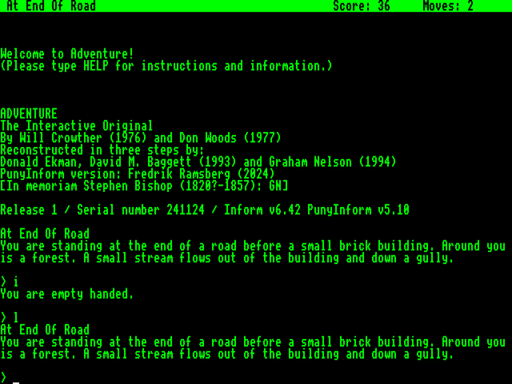 At End Of Road Score: 36 Moves: 2
Welcome to Adventure!
(Please type HELP for instructions and information.)
ADVENTURE
The Interactive Original
By Will Crowther (1976) and Don Woods (1977)
Reconstructed in three steps by:
Donald Ekman, David M. Baggett (1993) and Graham Nelson (1994)
PunyInform version: Fredrik Ramsberg (2024)
[In memoriam Stephen Bishop (1820?-1857): GN]
Release 1 / Serial number 241124 / Inform v6.42 PunyInform v5.10
At End Of Road
You are standing at the end of a road before a small brick building. Around you
is a forest. A small stream flows out of the building and down a gully.
> i
You are empty handed.
> l
At End Of Road
You are standing at the end of a road before a small brick building. Around you
is a forest. A small stream flows out of the building and down a gully.
> _